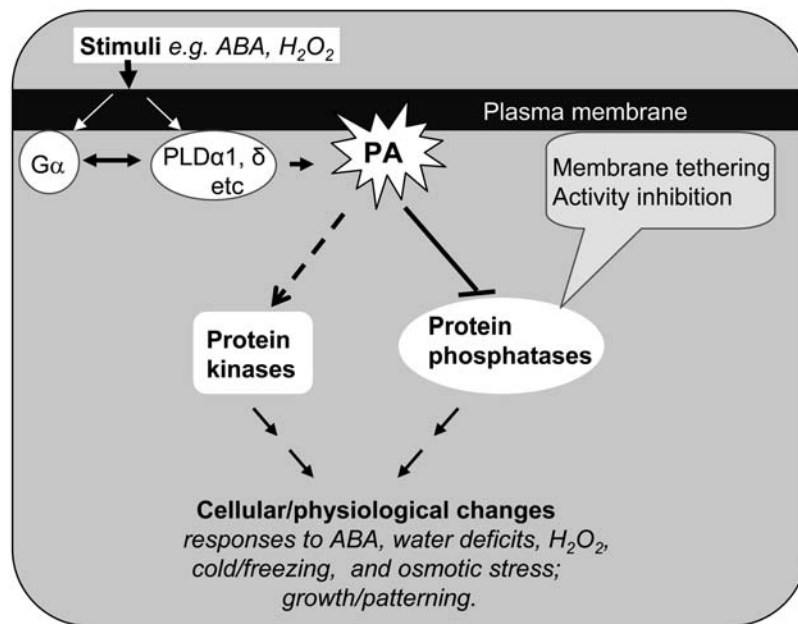 Stimuli e.g. ABA, H₂O₂
Plasma membrane
Gα
PLDα1, δ
etc
PA
Membrane tethering
Activity inhibition
Protein
kinases
Protein
phosphatases
Cellular/physiological changes
responses to ABA, water deficits, H₂O₂,
cold/freezing, and osmotic stress;
growth/patterning.